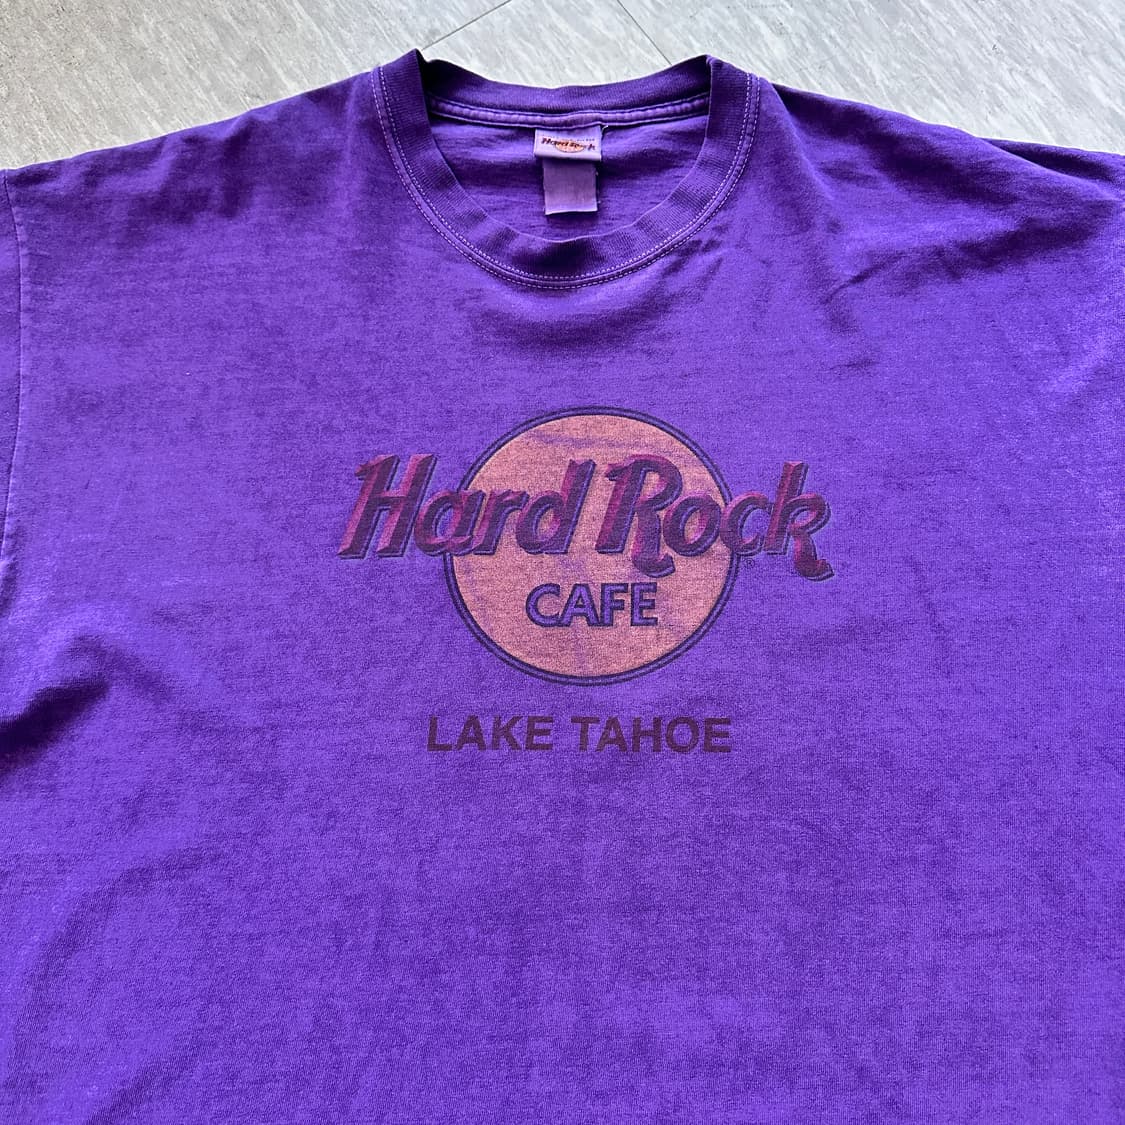 Hard Rock
Hard Rock
®
CAFE
LAKE TAHOE